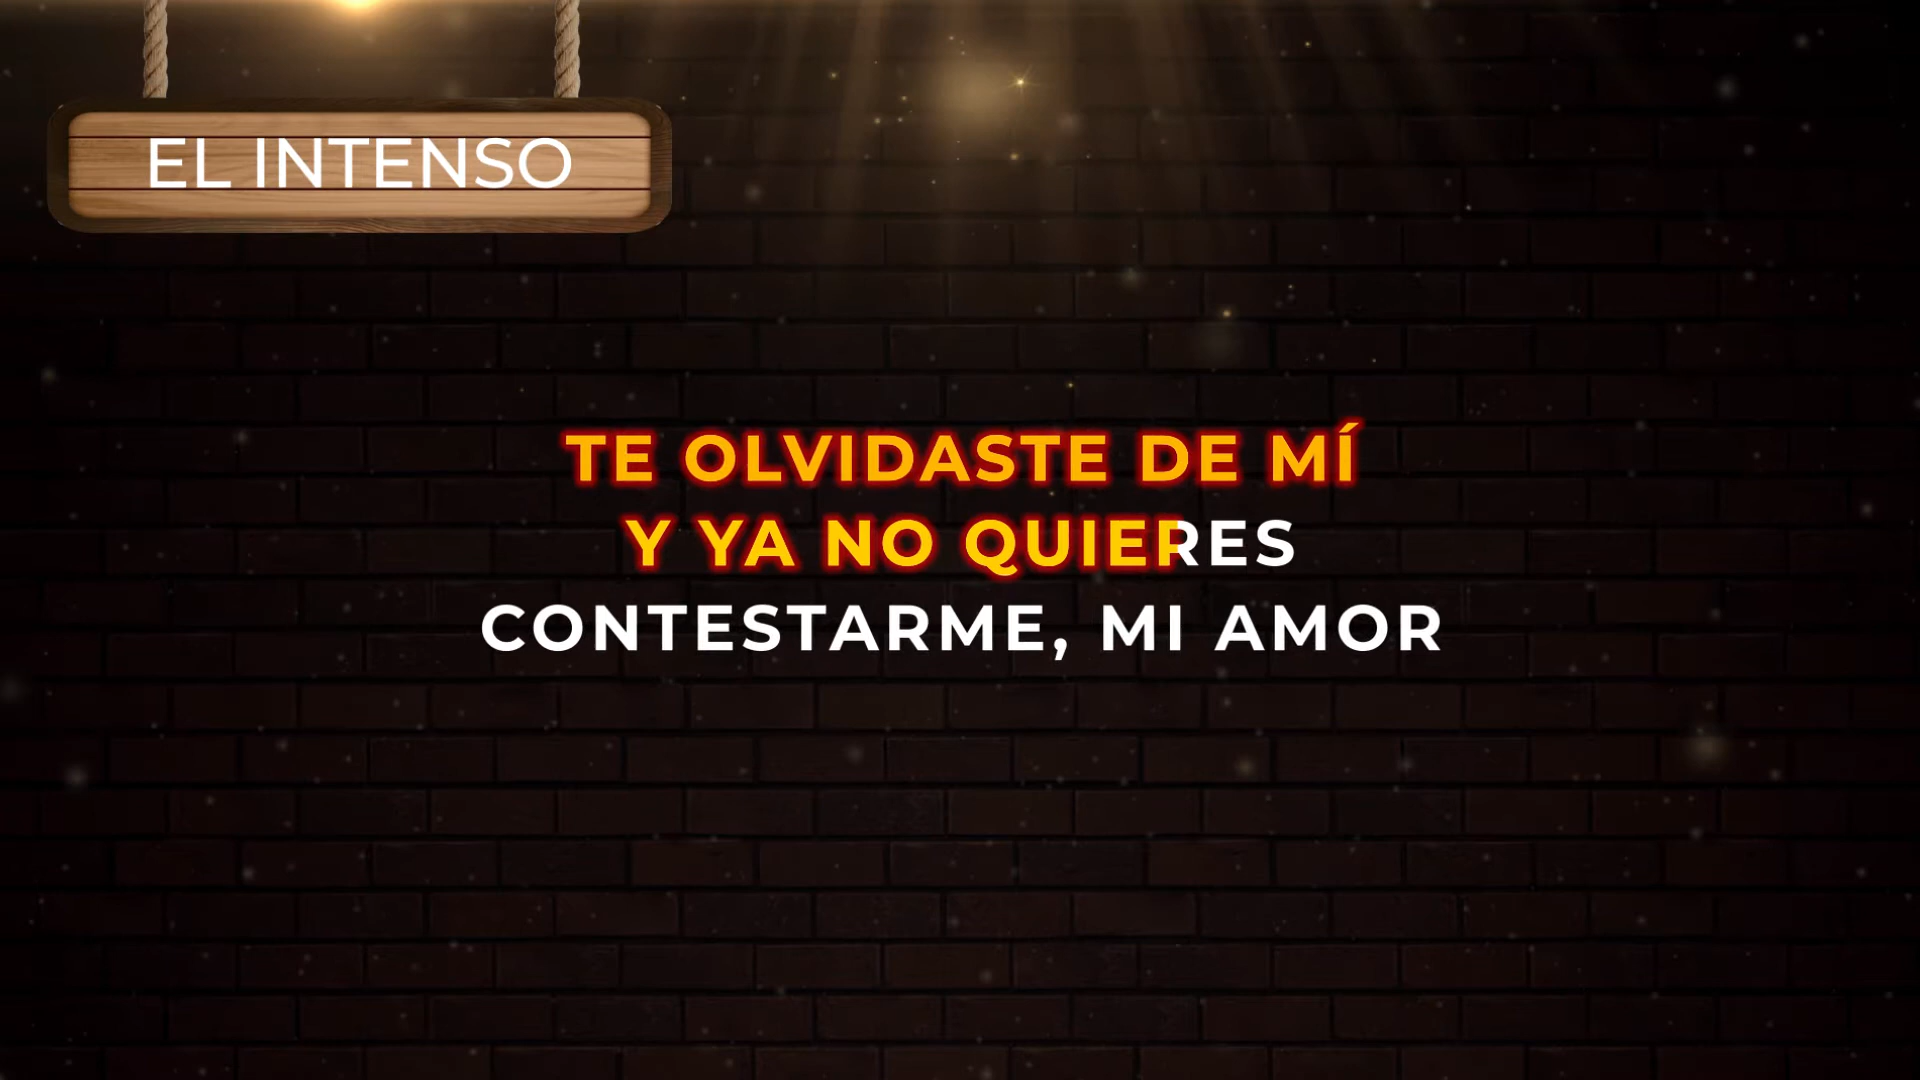 EL INTENSO
TE OLVIDASTE DE MÍ
Y YA NO QUIERES
CONTESTARME, MI AMOR